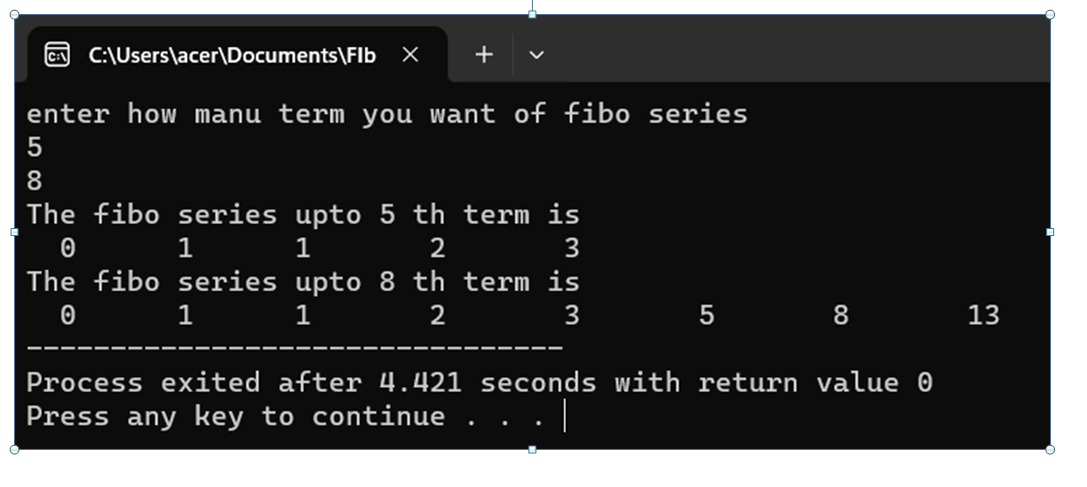 C:\Users\acer\Documents\FIb
enter how manu term you want of fibo series
5
8
The fibo series upto 5 th term is
0 1 1 2 3
The fibo series upto 8 th term is
0 1 1 2 3 5 8 13
--------------------------------
Process exited after 4.421 seconds with return value 0
Press any key to continue . . .